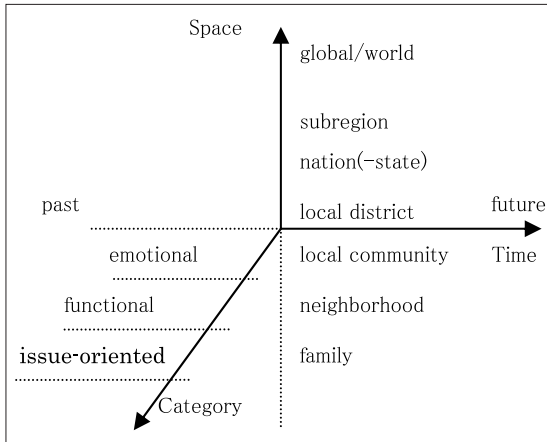 Space
global/world
subregion
nation(-state)
past
local district
future
emotional
local community
Time
functional
neighborhood
issue-oriented
family
Category